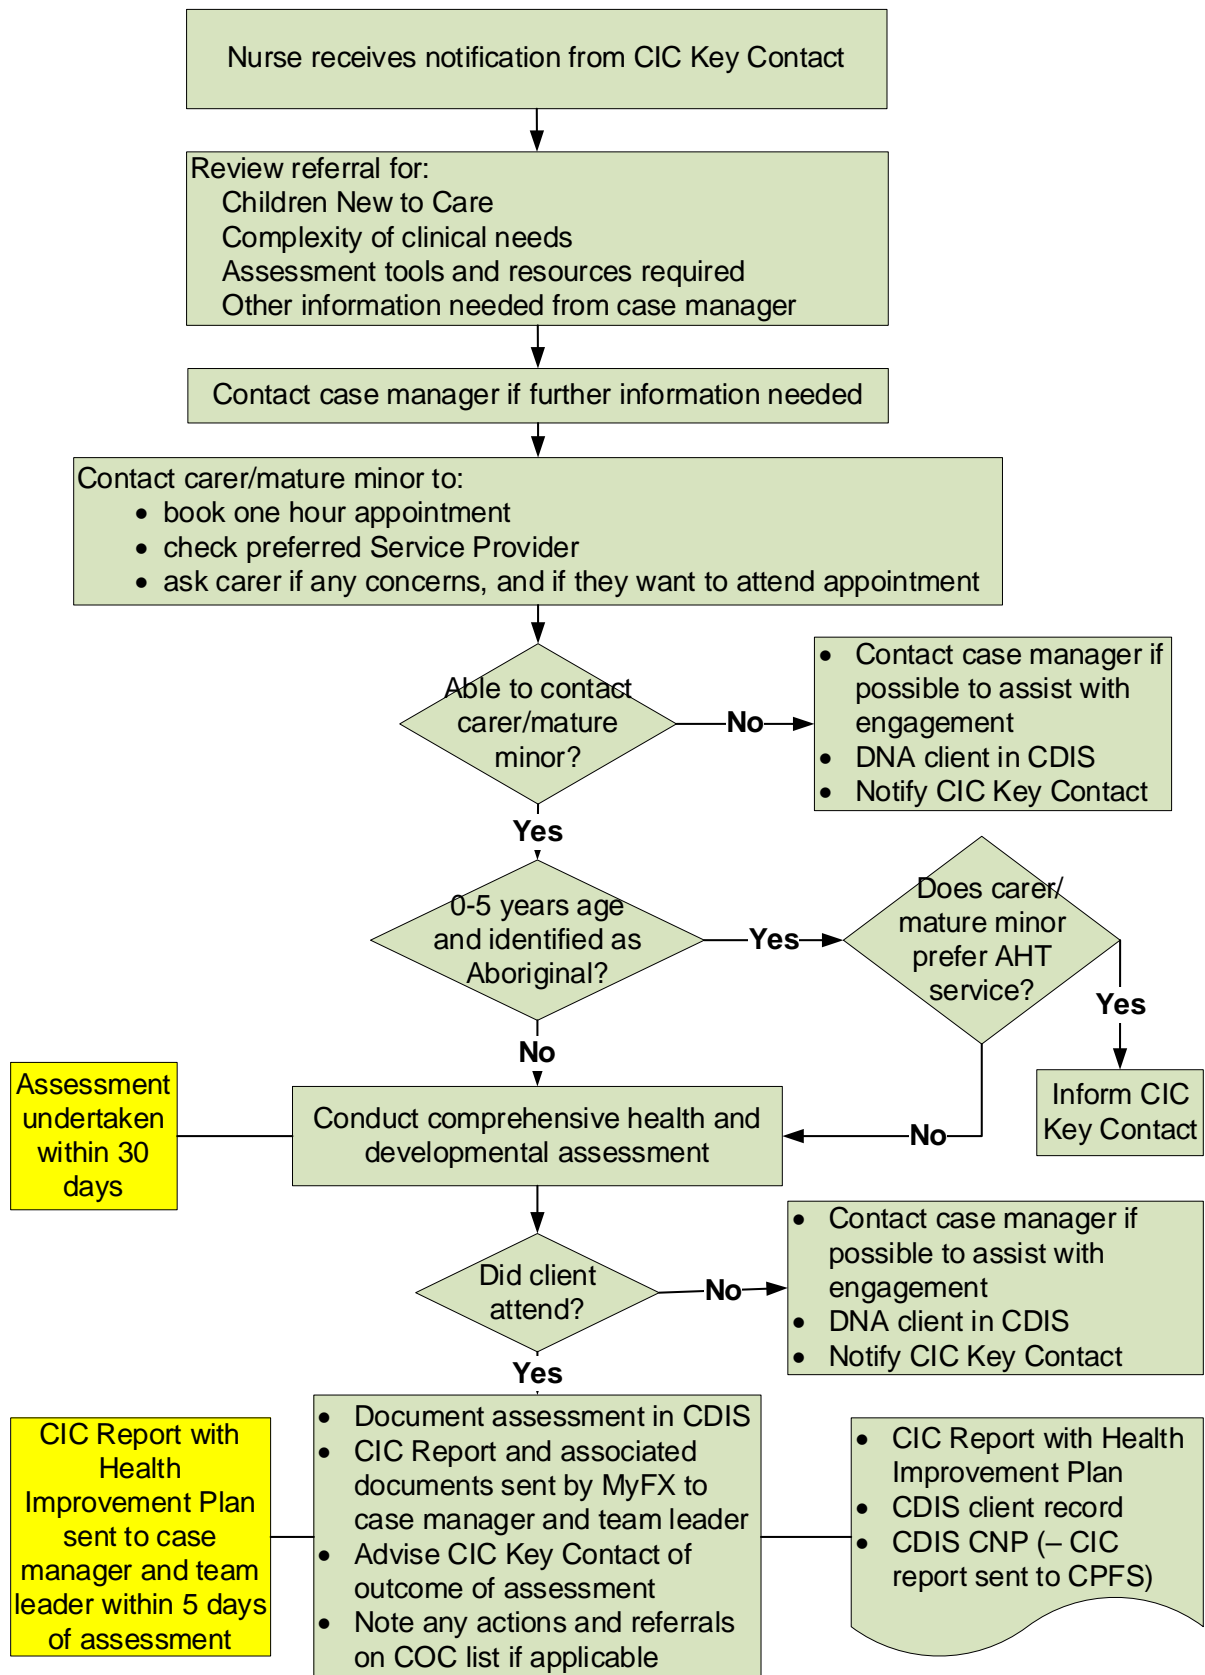 Nurse receives notification from CIC Key Contact
Review referral for:
Children New to Care
Complexity of clinical needs
Assessment tools and resources required
Other information needed from case manager
Contact case manager if further information needed
Contact carer/mature minor to:
• book one hour appointment
• check preferred Service Provider
• ask carer if any concerns, and if they want to attend appointment
Able to contact
carer/mature
minor?
No
• Contact case manager if
possible to assist with
engagement
• DNA client in CDIS
• Notify CIC Key Contact
Yes
0-5 years age
and identified as
Aboriginal?
Yes
Does carer/
mature minor
prefer AHT
service?
Yes
Inform CIC
Key Contact
No
No
Assessment
undertaken
within 30
days
Conduct comprehensive health and
developmental assessment
Did client
attend?
No
• Contact case manager if
possible to assist with
engagement
• DNA client in CDIS
• Notify CIC Key Contact
Yes
CIC Report with
Health
Improvement Plan
sent to case
manager and team
leader within 5 days
of assessment
• Document assessment in CDIS
• CIC Report and associated
documents sent by MyFX to
case manager and team leader
• Advise CIC Key Contact of
outcome of assessment
• Note any actions and referrals
on COC list if applicable
• CIC Report with Health
Improvement Plan
• CDIS client record
• CDIS CNP (– CIC
report sent to CPFS)